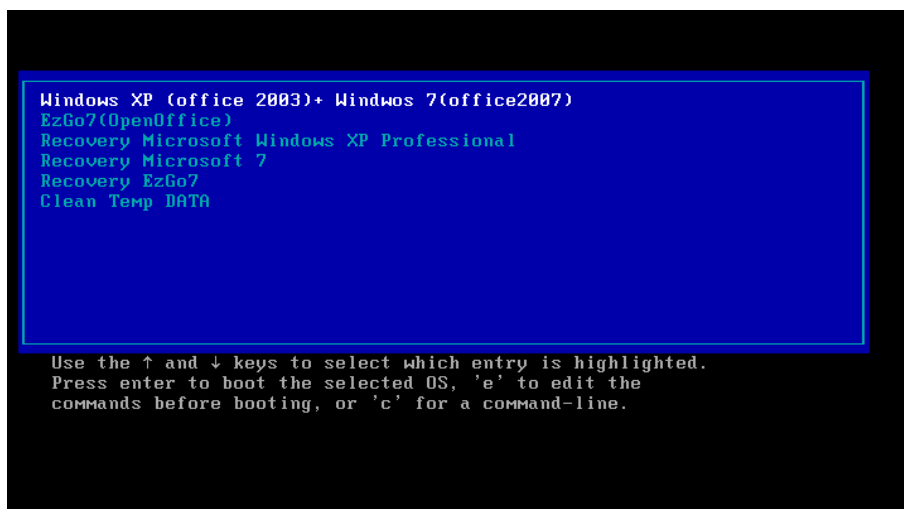 Windows XP (office 2003)+ Windwos 7(office2007)
EzGo7(OpenOffice)
Recovery Microsoft Windows XP Professional
Recovery Microsoft 7
Recovery EzGo7
Clean Temp DATA
Use the ↑ and ↓ keys to select which entry is highlighted.
Press enter to boot the selected OS, 'e' to edit the
commands before booting, or 'c' for a command-line.